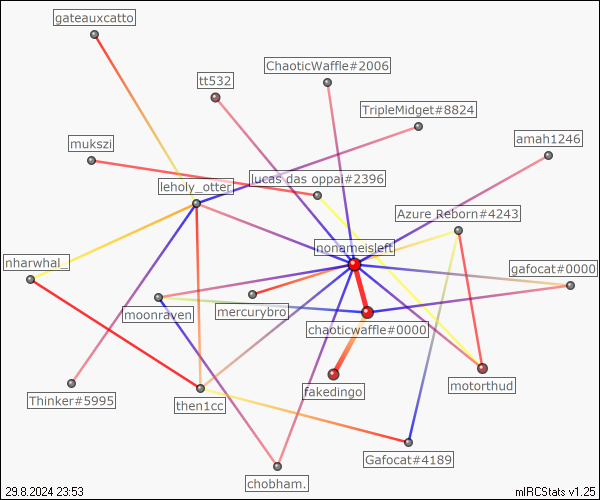 gateauxcatto
ChaoticWaffle#2006
tt532
TripleMidget#8824
amah1246
mukszi
lucas das oppai#2396
leholy_otter
Azure Reborn#4243
nonameisleft
nharwhal_
gafocat#0000
moonraven
mercurybro
chaoticwaffle#0000
fakedingo
motorthud
Thinker#5995
then1cc
Gafocat#4189
chobham.
29.8.2024 23:53
mIRCStats v1.25